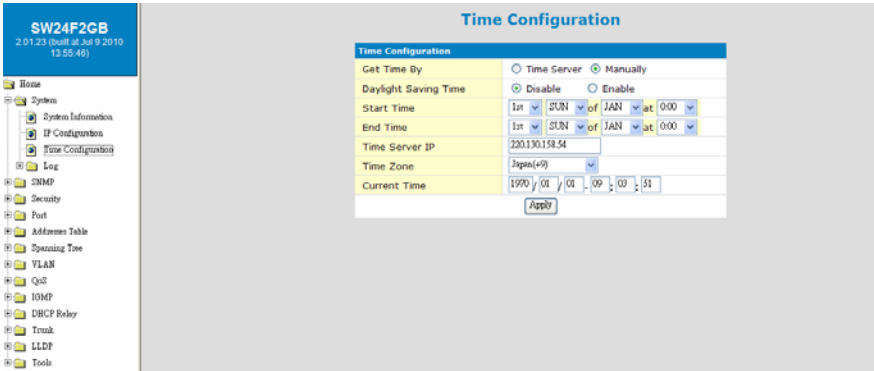 SW24F2GB
2.01.23 (built at Jul 9 2010
13:55:46)
Home
System
System Information
IP Configuration
Time Configuration
Log
SNMP
Security
Port
Addresses Table
Spanning Tree
VLAN
QoS
IGMP
DHCP Relay
Trunk
LLDP
Tools
Time Configuration
Time Configuration
Get Time By Time Server Manually
Daylight Saving Time Disable Enable
Start Time 1st SUN of JAN at 0:00
End Time 1st SUN of JAN at 0:00
Time Server IP 220.130.158.54
Time Zone Japan(+9)
Current Time 1970 / 01 / 01 - 09 : 03 : 51
Apply